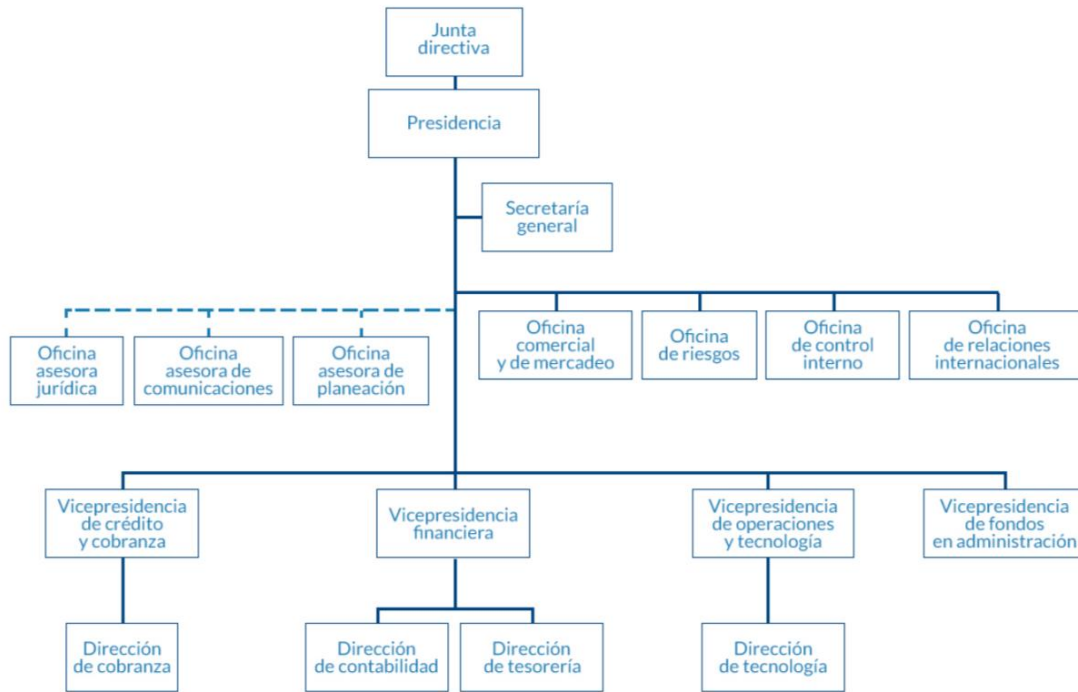 Junta
directiva
Presidencia
Secretaría
general
Oficina
asesora
jurídica
Oficina
asesora de
comunicaciones
Oficina
asesora de
planeación
Oficina
comercial
y de mercadeo
Oficina
de riesgos
Oficina
de control
interno
Oficina
de relaciones
internacionales
Vicepresidencia
de crédito
y cobranza
Vicepresidencia
financiera
Vicepresidencia
de operaciones
y tecnología
Vicepresidencia
de fondos
en administración
Dirección
de cobranza
Dirección
de contabilidad
Dirección
de tesorería
Dirección
de tecnología